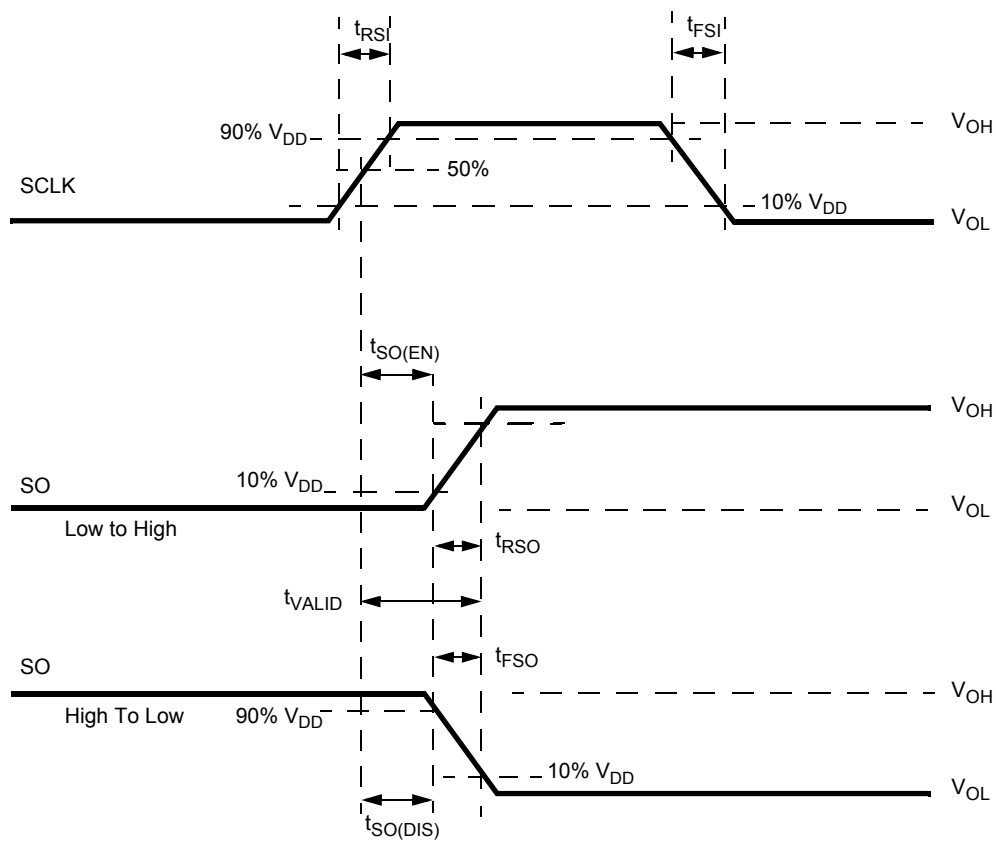 tRSI
tFSI
VOH
90% VDD
50%
SCLK
10% VDD
VOL
tSO(EN)
VOH
10% VDD
SO
VOL
Low to High
tRSO
tVALID
tFSO
SO
VOH
High To Low
90% VDD
10% VDD
VOL
tSO(DIS)